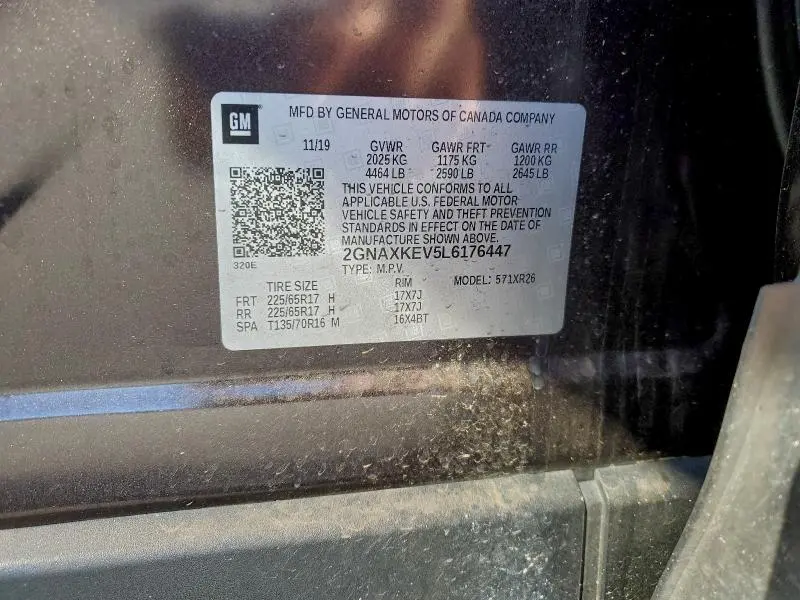 GM
MFD BY GENERAL MOTORS OF CANADA COMPANY
11/19 GVWR GAWR FRT GAWR RR
2025 KG 1175 KG 1200 KG
4464 LB 2590 LB 2645 LB
THIS VEHICLE CONFORMS TO ALL
APPLICABLE U.S. FEDERAL MOTOR
VEHICLE SAFETY AND THEFT PREVENTION
STANDARDS IN EFFECT ON THE DATE OF
MANUFACTURE SHOWN ABOVE.
320E 2GNAXKEV5L6176447
TYPE: M.P.V. MODEL: 571XR26
TIRE SIZE RIM
FRT 225/65R17 H 17X7J
RR 225/65R17 H 17X7J
SPA T135/70R16 M 16X4BT